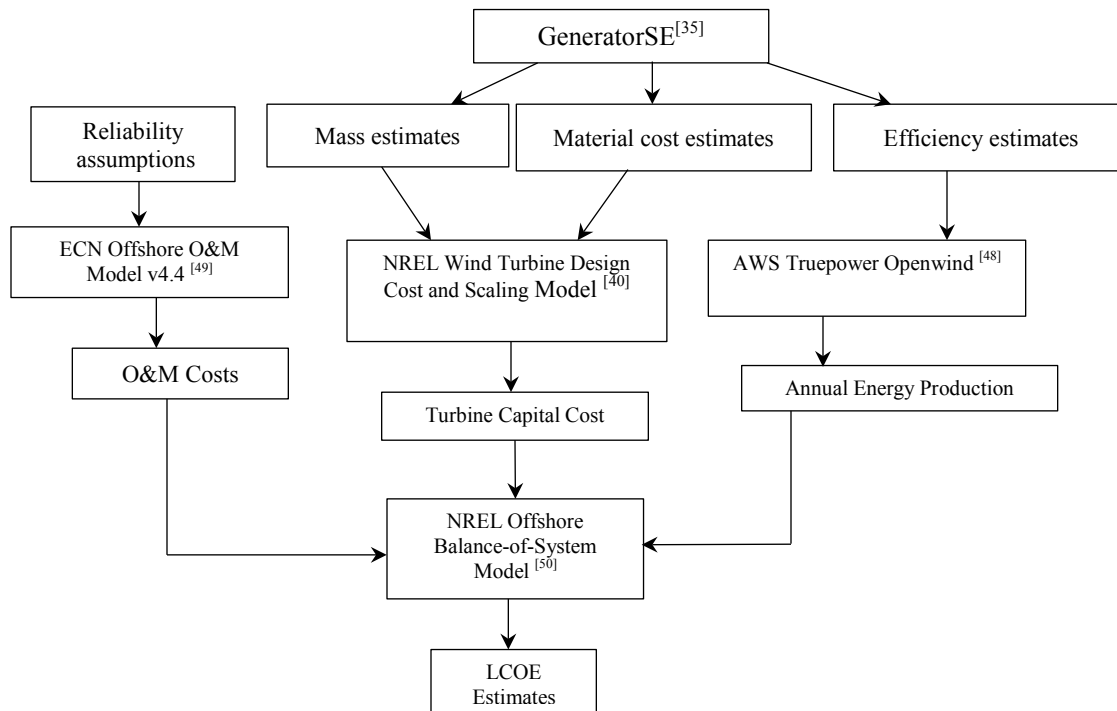 GeneratorSE[35]
Reliability
assumptions
Mass estimates
Material cost estimates
Efficiency estimates
ECN Offshore O&M
Model v4.4 [49]
NREL Wind Turbine Design
Cost and Scaling Model [40]
AWS Truepower Openwind [48]
O&M Costs
Turbine Capital Cost
Annual Energy Production
NREL Offshore
Balance-of-System
Model [50]
LCOE
Estimates